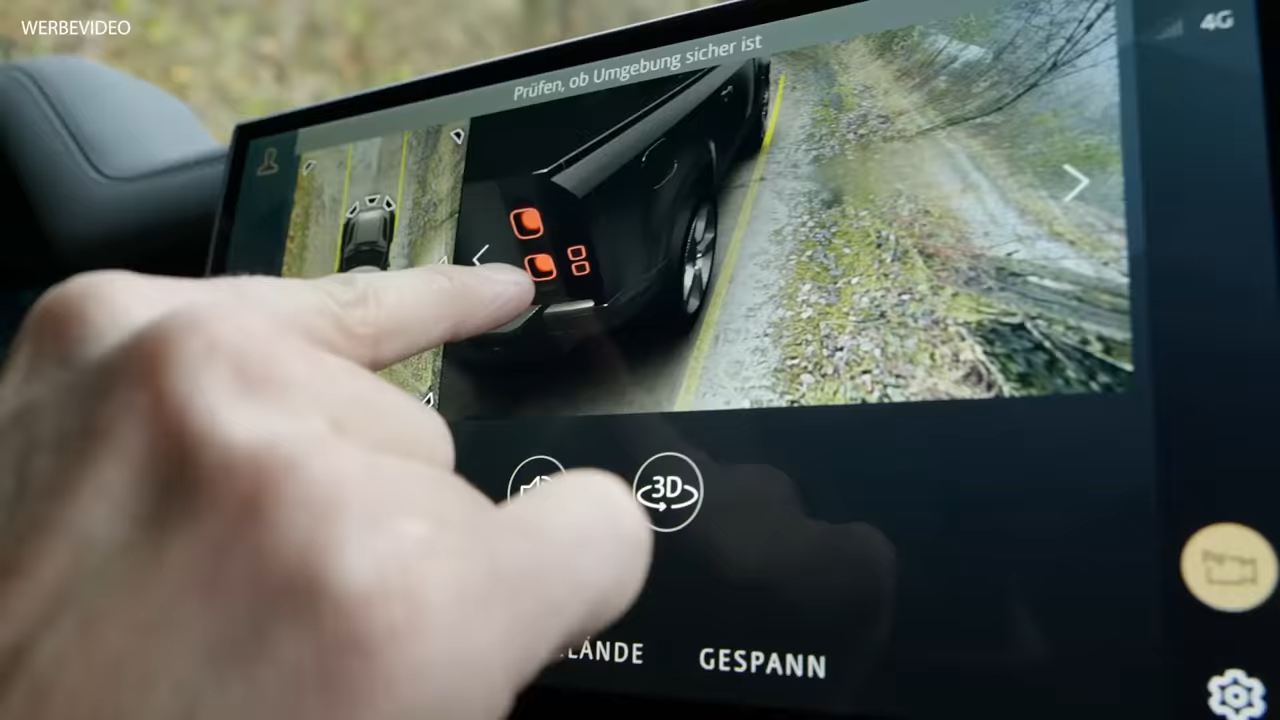 WERBEVIDEO
4G
Prüfen, ob Umgebung sicher ist
3D
LÄNDE
GESPANN